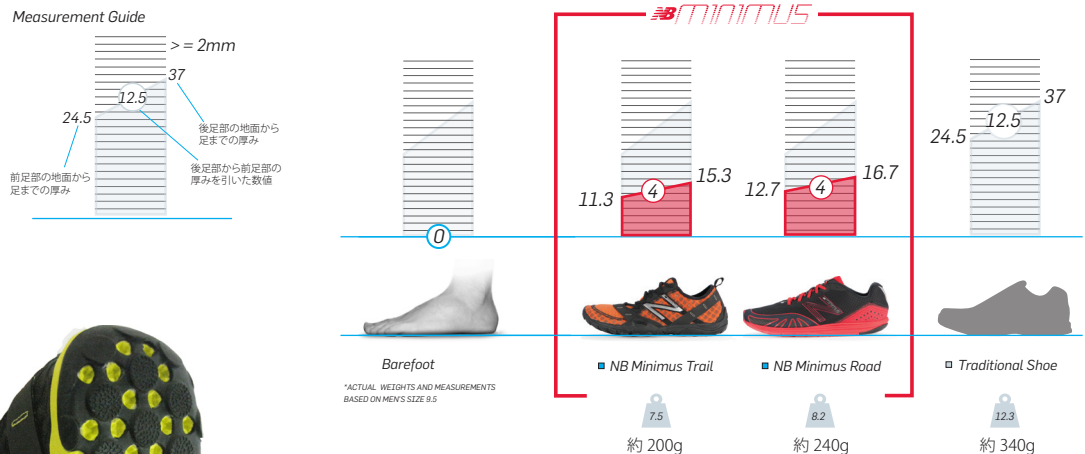 Measurement Guide
> = 2mm
37
12.5
24.5
後足部の地面から
足までの厚み
後足部から前足部の
厚みを引いた数値
前足部の地面から
足までの厚み
NB MINIMUS
0
11.3
4
15.3
12.7
4
16.7
24.5
12.5
37
Barefoot
*ACTUAL WEIGHTS AND MEASUREMENTS
BASED ON MEN'S SIZE 9.5
NB Minimus Trail
NB Minimus Road
Traditional Shoe
7.5
8.2
12.3
約 200g
約 240g
約 340g